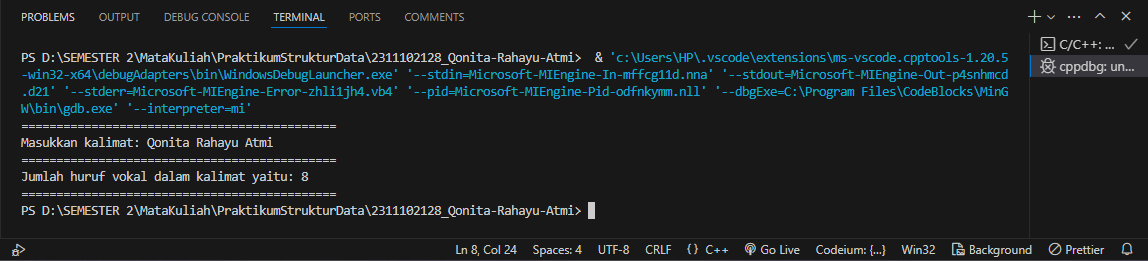 PROBLEMS OUTPUT DEBUG CONSOLE TERMINAL PORTS COMMENTS
PS D:\SEMESTER 2\MataKuliah\PraktikumStrukturData\2311102128_Qonita-Rahayu-Atmi> & 'c:\Users\HP\.vscode\extensions\ms-vscode.cpptools-1.20.5
-win32-x64\debugAdapters\bin\WindowsDebugLauncher.exe' '--stdin=Microsoft-MIEngine-In-mffcg11d.nna' '--stdout=Microsoft-MIEngine-Out-p4snhmcd
.d21' '--stderr=Microsoft-MIEngine-Error-zhli1jh4.vb4' '--pid=Microsoft-MIEngine-Pid-odfnkymm.nll' '--dbgExe=C:\Program Files\CodeBlocks\MinG
W\bin\gdb.exe' '--interpreter=mi'
=============================================
Masukkan kalimat: Qonita Rahayu Atmi
=============================================
Jumlah huruf vokal dalam kalimat yaitu: 8
=============================================
PS D:\SEMESTER 2\MataKuliah\PraktikumStrukturData\2311102128_Qonita-Rahayu-Atmi>
C/C++: ...
cppdbg: un...
Ln 8, Col 24 Spaces: 4 UTF-8 CRLF {} C++ Go Live Codeium: {...} Win32 Background Prettier